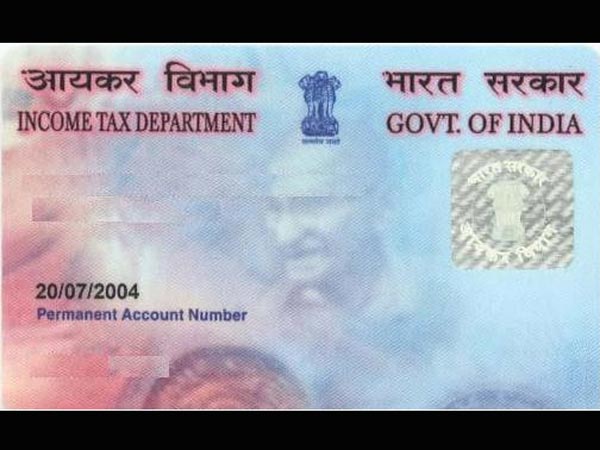 आयकर विभाग
भारत सरकार
INCOME TAX DEPARTMENT
GOVT. OF INDIA
सत्यमेव जयते
भारत सरकार
आयकर विभाग
20/07/2004
Permanent Account Number